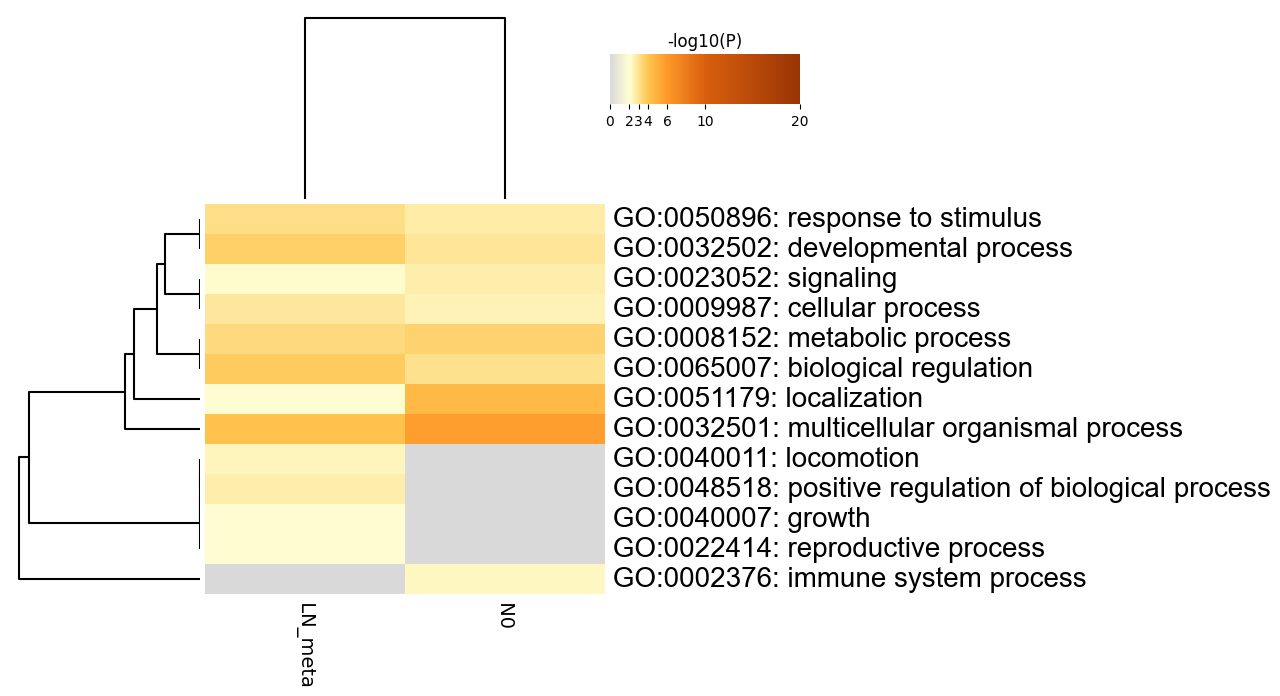 -log10(P)
0 2 3 4 6 10 20
GO:0050896: response to stimulus
GO:0032502: developmental process
GO:0023052: signaling
GO:0009987: cellular process
GO:0008152: metabolic process
GO:0065007: biological regulation
GO:0051179: localization
GO:0032501: multicellular organismal process
GO:0040011: locomotion
GO:0048518: positive regulation of biological process
GO:0040007: growth
GO:0022414: reproductive process
GO:0002376: immune system process
LN_meta
N0